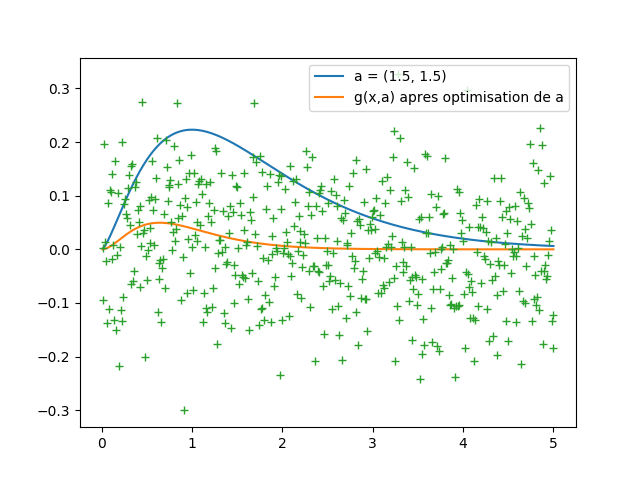 a = (1.5, 1.5)
g(x,a) apres optimisation de a
0.3
0.2
0.1
0.0
−0.1
−0.2
−0.3
0 1 2 3 4 5